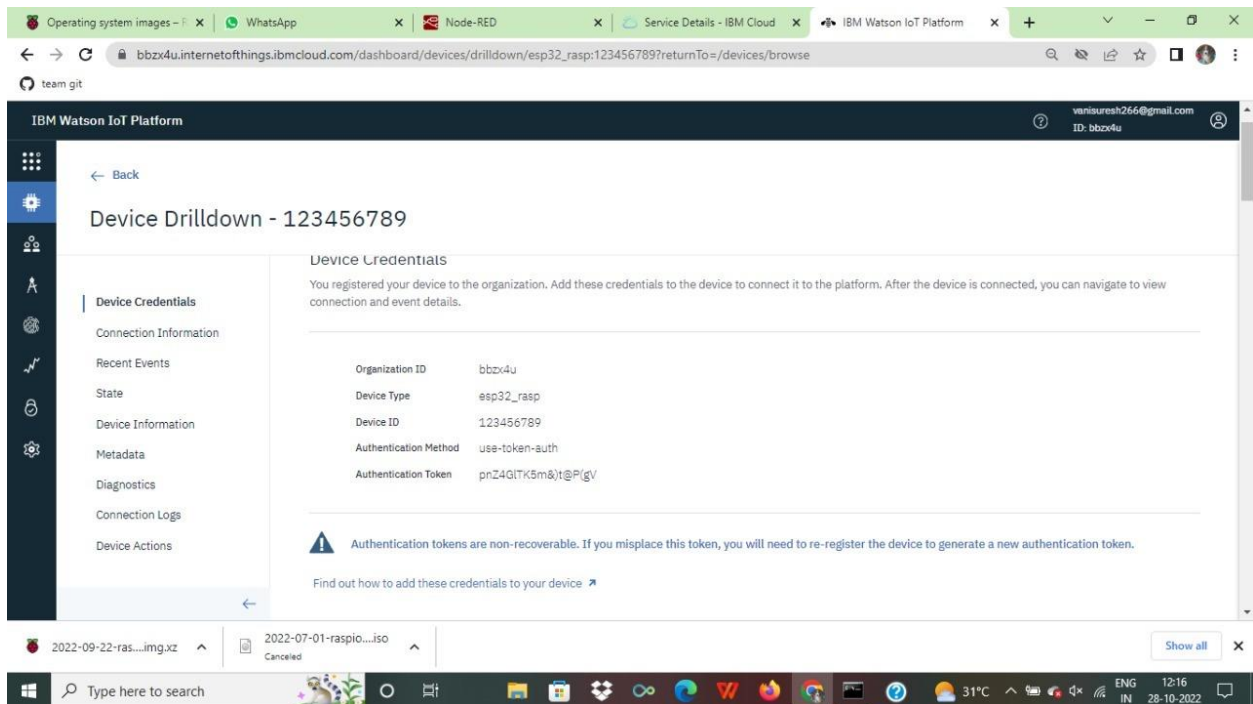 Operating system images – R
WhatsApp
Node-RED
Service Details - IBM Cloud
IBM Watson IoT Platform
bbzx4u.internetofthings.ibmcloud.com/dashboard/devices/drilldown/esp32_rasp:123456789?returnTo=/devices/browse
team git
IBM Watson IoT Platform
vanisuresh266@gmail.com
ID: bbzx4u
Back
Device Drilldown - 123456789
Device Credentials
Connection Information
Recent Events
State
Device Information
Metadata
Diagnostics
Connection Logs
Device Actions
Device Credentials
You registered your device to the organization. Add these credentials to the device to connect it to the platform. After the device is connected, you can navigate to view
connection and event details.
Organization ID bbzx4u
Device Type esp32_rasp
Device ID 123456789
Authentication Method use-token-auth
Authentication Token pnZ4GlTK5m&)t@P(gV
Authentication tokens are non-recoverable. If you misplace this token, you will need to re-register the device to generate a new authentication token.
Find out how to add these credentials to your device
2022-09-22-ras....img.xz
2022-07-01-raspio....iso
Canceled
Show all
Type here to search
31°C
ENG
IN
12:16
28-10-2022